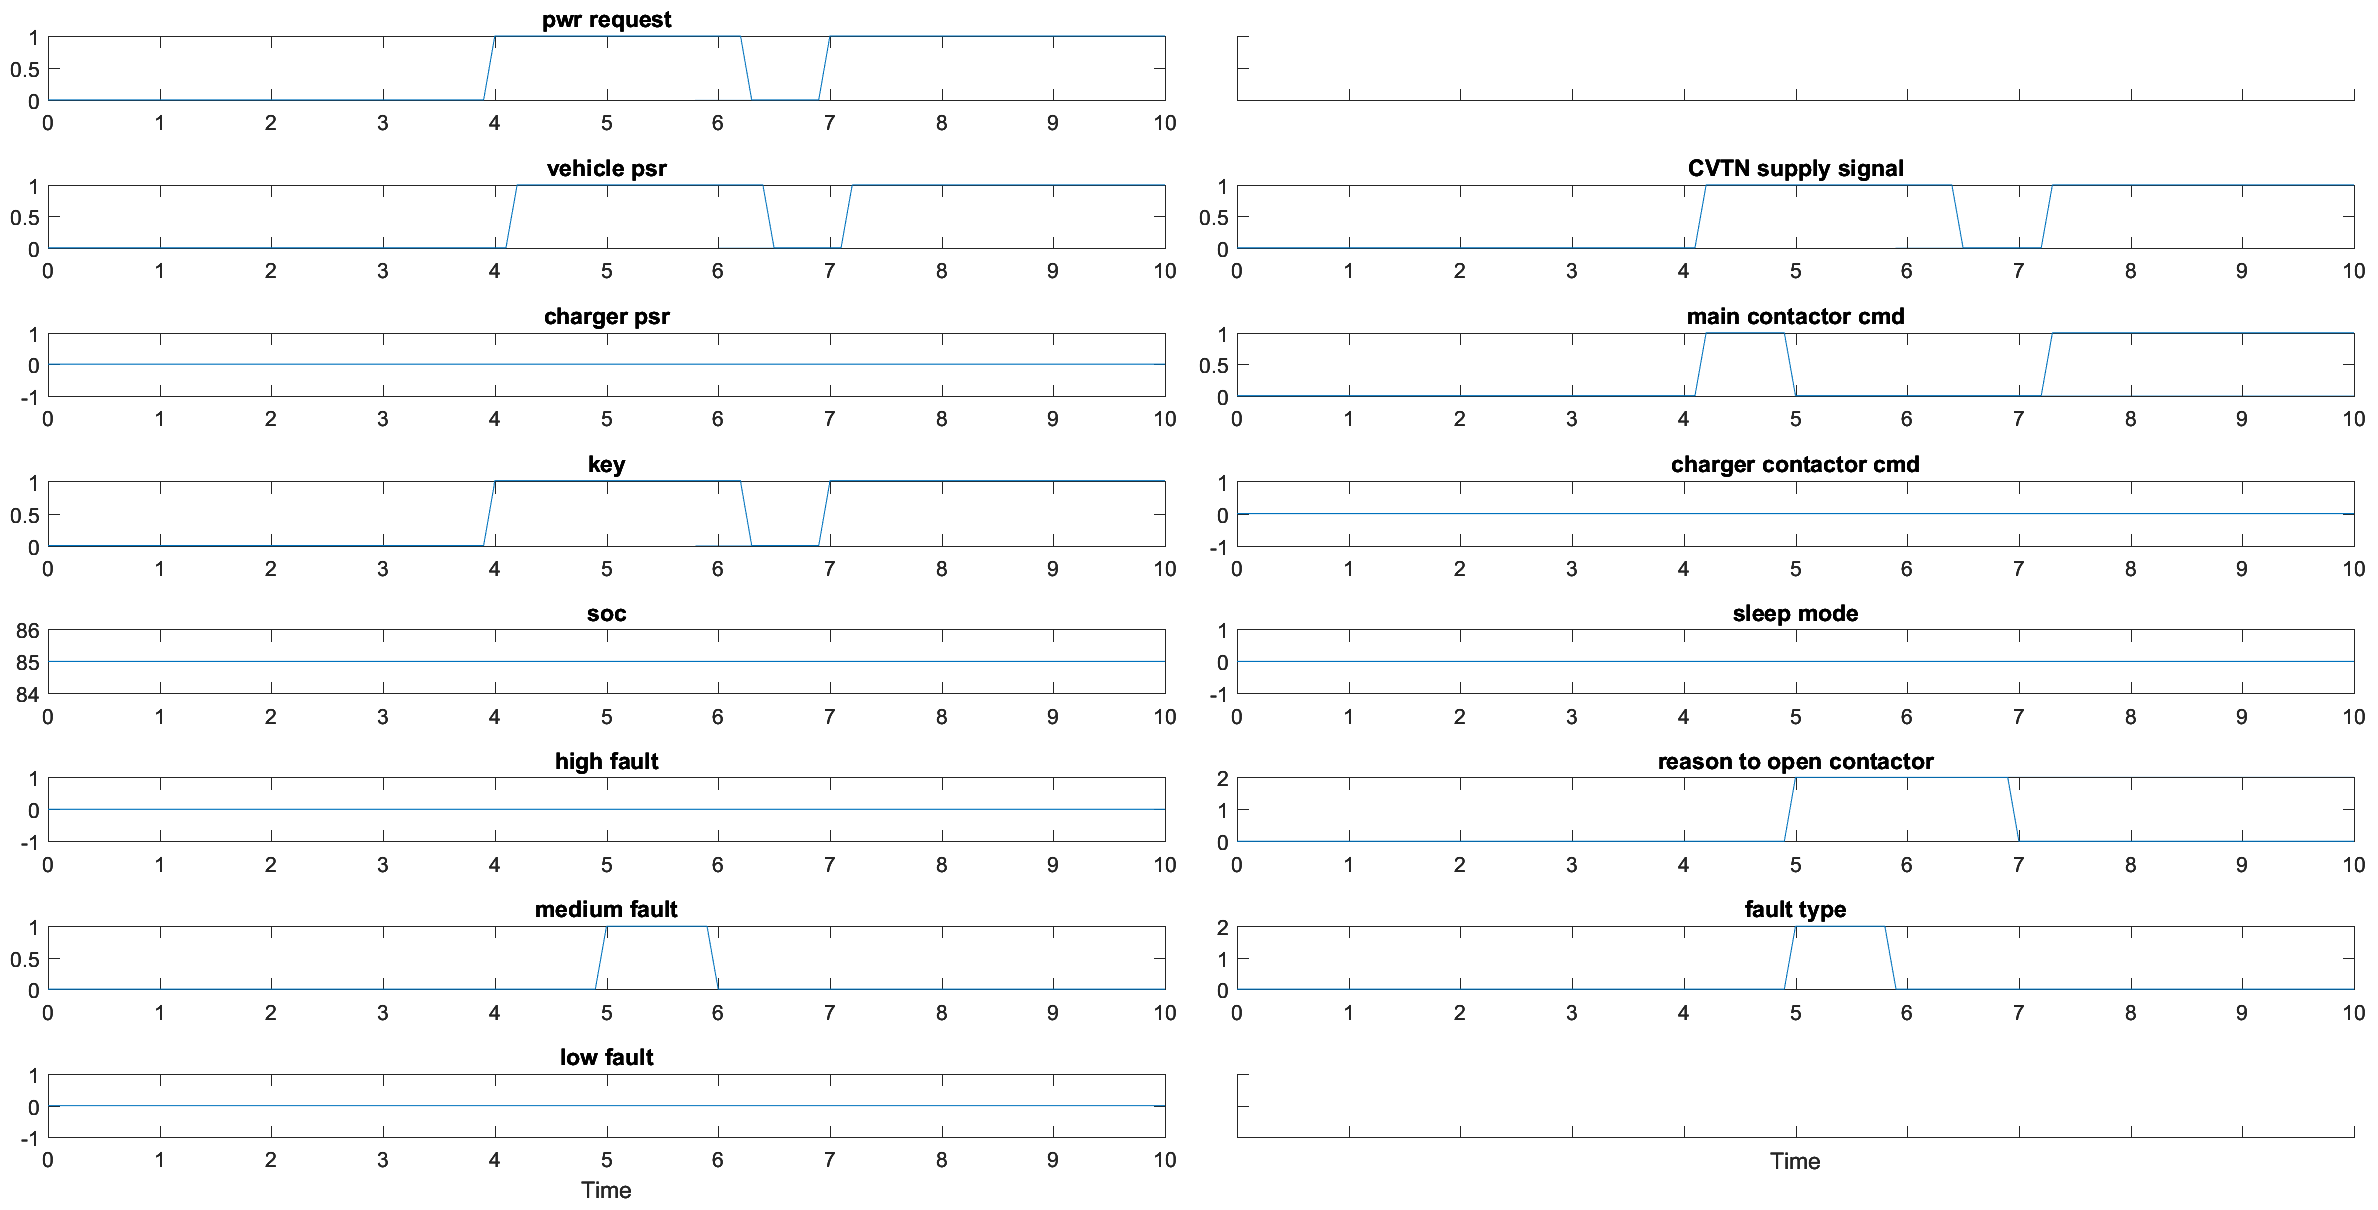 pwr request
1
0.5
0
0 1 2 3 4 5 6 7 8 9 10
vehicle psr
1
0.5
0
0 1 2 3 4 5 6 7 8 9 10
charger psr
1
0
-1
0 1 2 3 4 5 6 7 8 9 10
key
1
0.5
0
0 1 2 3 4 5 6 7 8 9 10
soc
86
85
84
0 1 2 3 4 5 6 7 8 9 10
high fault
1
0
-1
0 1 2 3 4 5 6 7 8 9 10
medium fault
1
0.5
0
0 1 2 3 4 5 6 7 8 9 10
low fault
1
0
-1
0 1 2 3 4 5 6 7 8 9 10
Time
CVTN supply signal
1
0.5
0
0 1 2 3 4 5 6 7 8 9 10
main contactor cmd
1
0.5
0
0 1 2 3 4 5 6 7 8 9 10
charger contactor cmd
1
0
-1
0 1 2 3 4 5 6 7 8 9 10
sleep mode
1
0
-1
0 1 2 3 4 5 6 7 8 9 10
reason to open contactor
2
1
0
0 1 2 3 4 5 6 7 8 9 10
fault type
2
1
0
0 1 2 3 4 5 6 7 8 9 10
Time